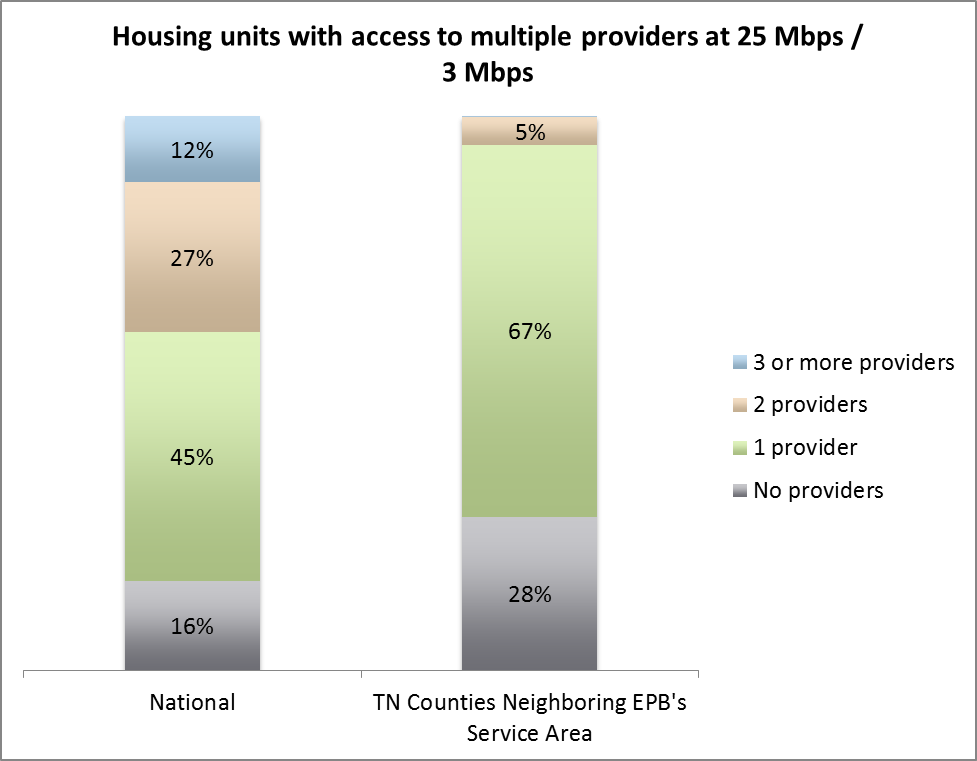 Housing units with access to multiple providers at 25 Mbps /
3 Mbps
12%
27%
45%
16%
5%
67%
28%
3 or more providers
2 providers
1 provider
No providers
National
TN Counties Neighboring EPB's
Service Area